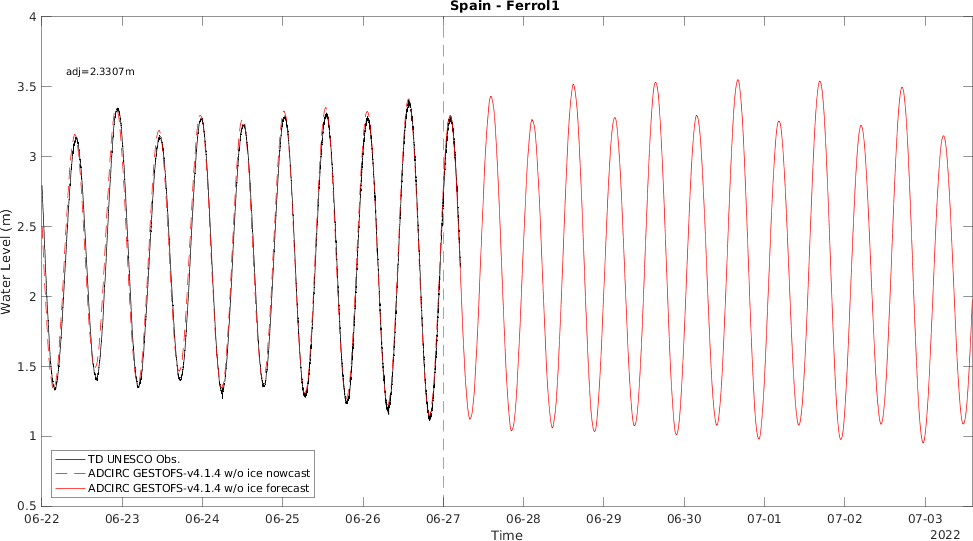 Spain - Ferrol1
4
adj=2.3307m
3.5
3
2.5
2
1.5
1
0.5
Water Level (m)
TD UNESCO Obs.
ADCIRC GESTOFS-v4.1.4 w/o ice nowcast
ADCIRC GESTOFS-v4.1.4 w/o ice forecast
06-22 06-23 06-24 06-25 06-26 06-27 06-28 06-29 06-30 07-01 07-02 07-03
Time
2022